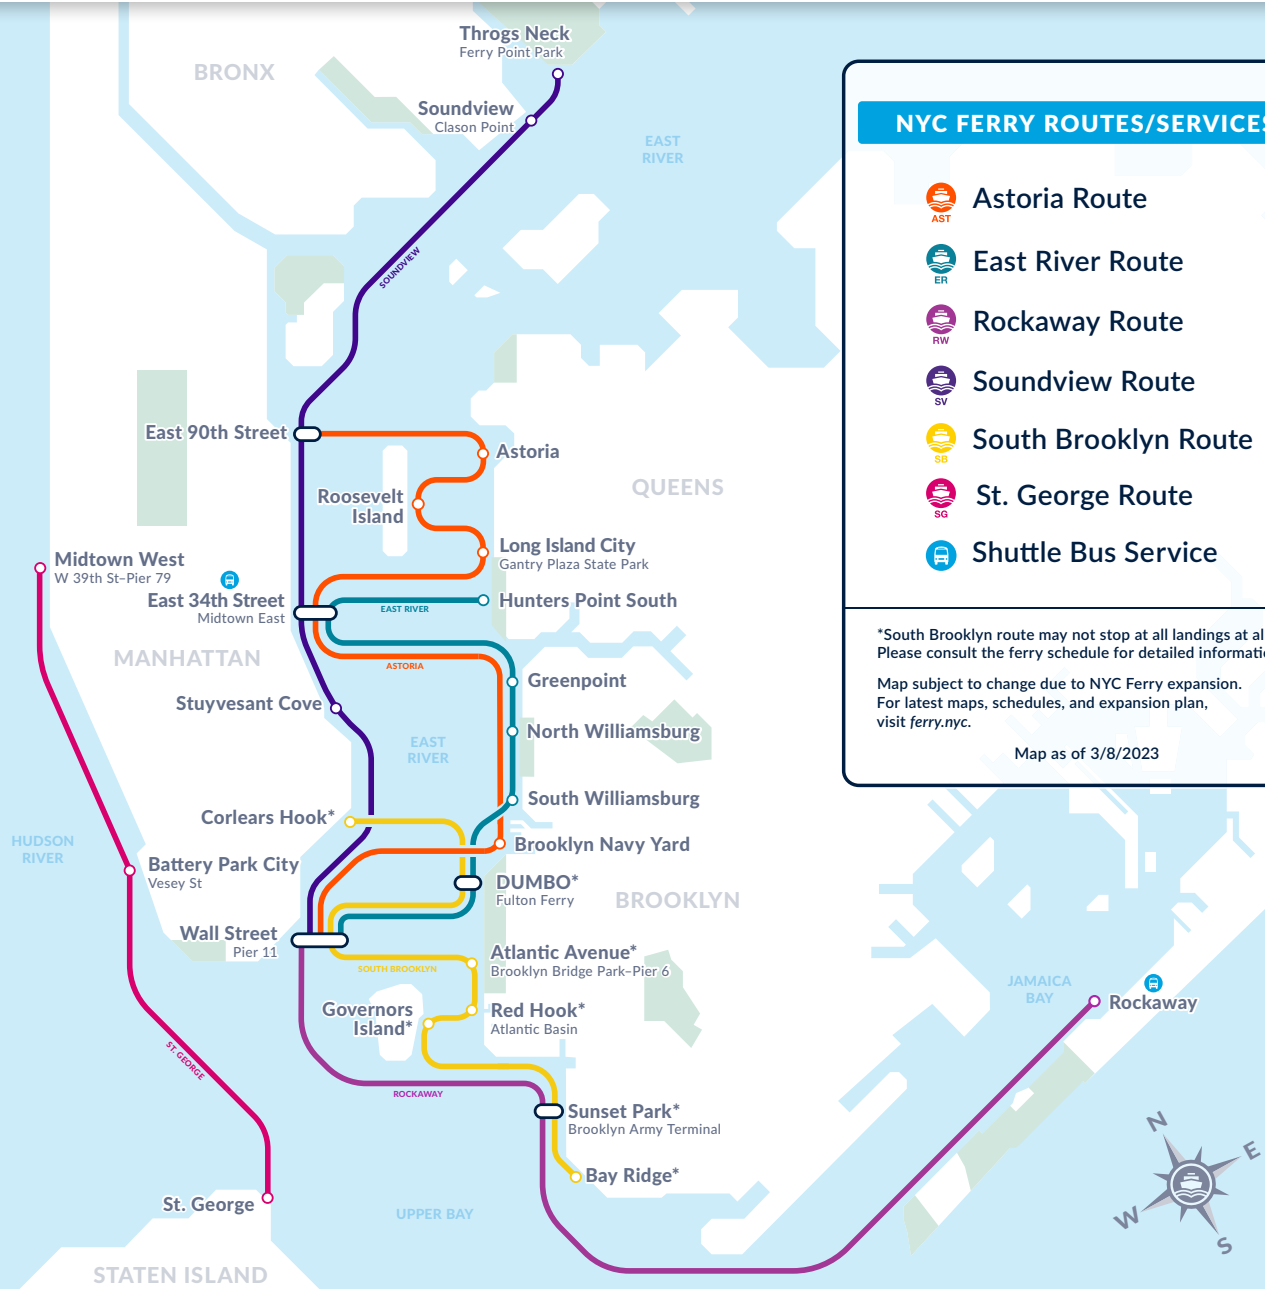 Throgs Neck
Ferry Point Park
BRONX
Soundview
Clason Point
EAST
RIVER
SOUNDVIEW
East 90th Street
Astoria
Roosevelt
Island
QUEENS
Long Island City
Gantry Plaza State Park
Midtown West
W 39th St–Pier 79
East 34th Street
Midtown East
EAST RIVER
Hunters Point South
MANHATTAN
ASTORIA
Greenpoint
Stuyvesant Cove
North Williamsburg
EAST
RIVER
South Williamsburg
Corlears Hook*
HUDSON
RIVER
Brooklyn Navy Yard
Battery Park City
Vesey St
DUMBO*
Fulton Ferry
BROOKLYN
Wall Street
Pier 11
Atlantic Avenue*
Brooklyn Bridge Park–Pier 6
SOUTH BROOKLYN
JAMAICA
BAY
Rockaway
Governors
Island*
Red Hook*
Atlantic Basin
ST. GEORGE
ROCKAWAY
Sunset Park*
Brooklyn Army Terminal
Bay Ridge*
St. George
UPPER BAY
STATEN ISLAND
NYC FERRY ROUTES/SERVICES
AST
Astoria Route
ER
East River Route
RW
Rockaway Route
SV
Soundview Route
SB
South Brooklyn Route
SG
St. George Route
Shuttle Bus Service
*South Brooklyn route may not stop at all landings at al
Please consult the ferry schedule for detailed informati
Map subject to change due to NYC Ferry expansion.
For latest maps, schedules, and expansion plan,
visit ferry.nyc.
Map as of 3/8/2023
N
E
W
S